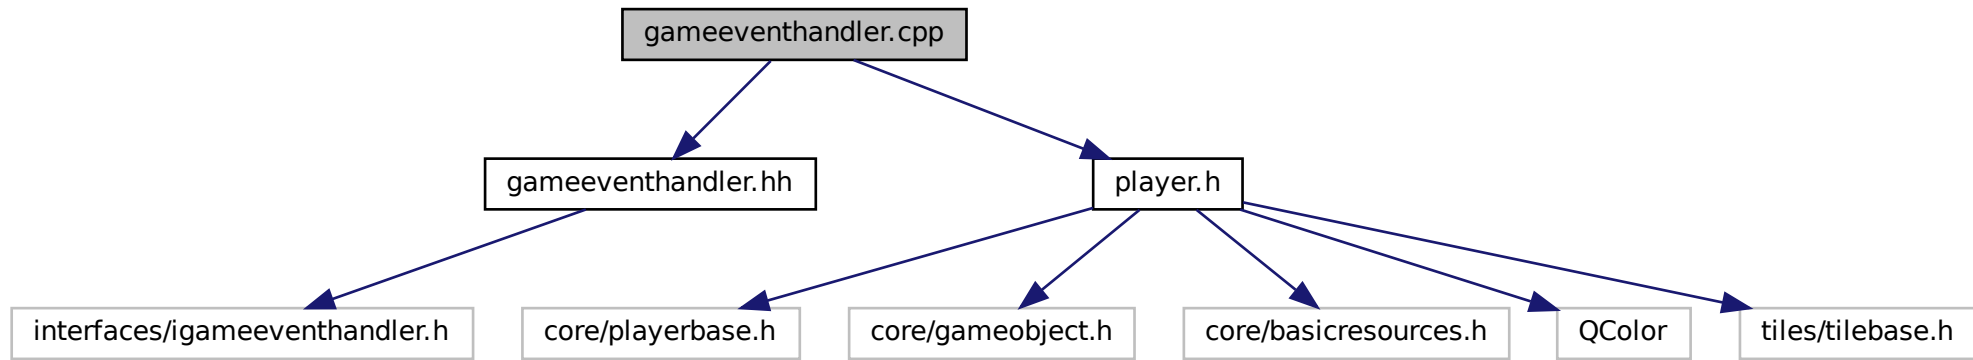 gameeventhandler.cpp
gameeventhandler.hh
player.h
interfaces/igameeventhandler.h
core/playerbase.h
core/gameobject.h
core/basicresources.h
QColor
tiles/tilebase.h